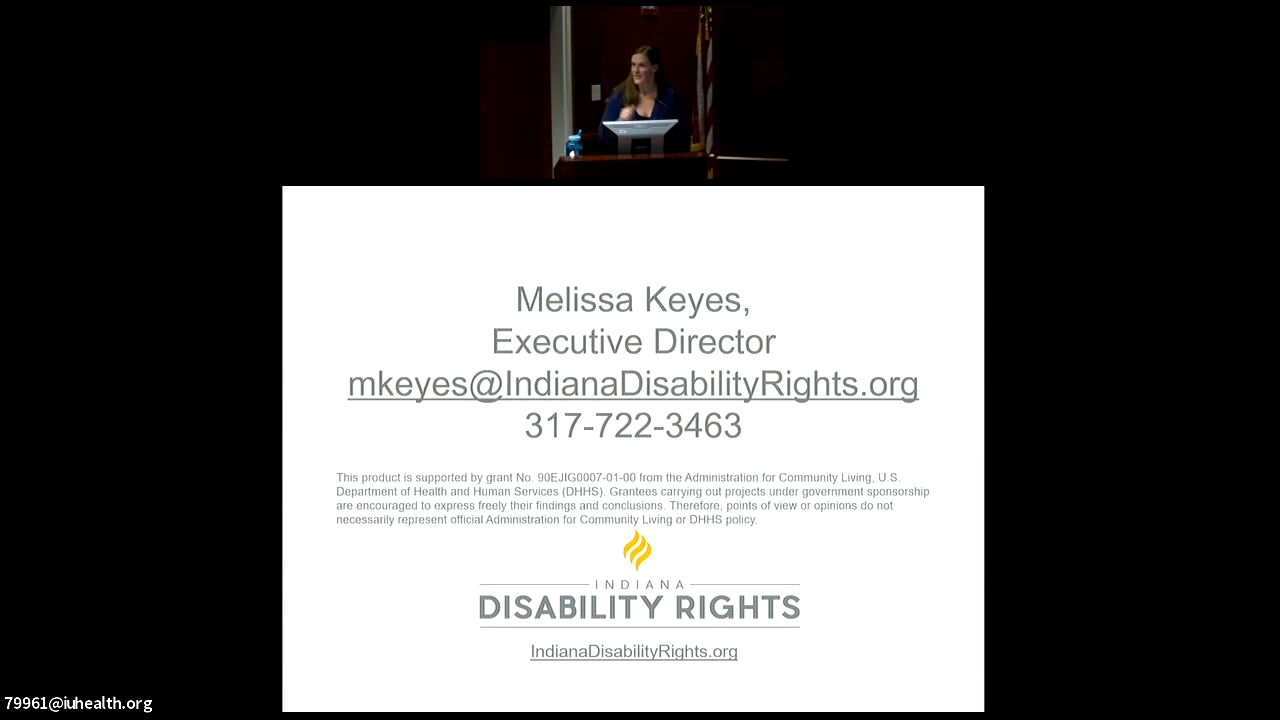 Melissa Keyes,
Executive Director
mkeyes@IndianaDisabilityRights.org
317-722-3463
This product is supported by grant No. 90EJIG0007-01-00 from the Administration for Community Living, U.S.
Department of Health and Human Services (DHHS). Grantees carrying out projects under government sponsorship
are encouraged to express freely their findings and conclusions. Therefore, points of view or opinions do not
necessarily represent official Administration for Community Living or DHHS policy.
INDIANA
DISABILITY RIGHTS
IndianaDisabilityRights.org
79961@iuhealth.org